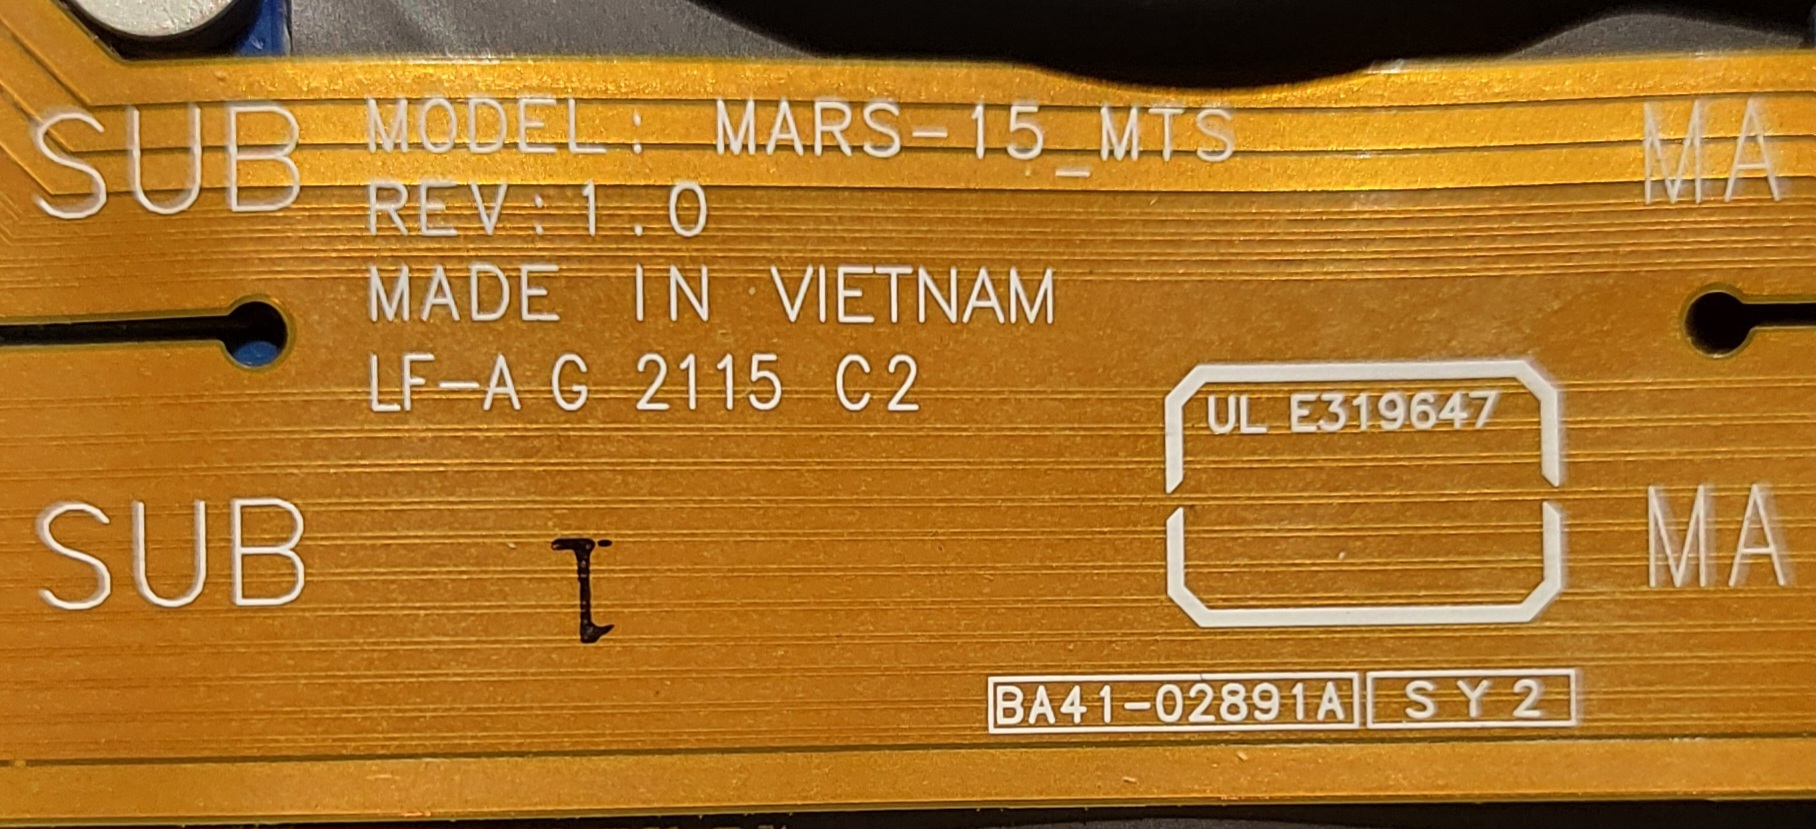 SUB
MODEL: MARS-15_MTS
MA
REV:1.0
MADE IN VIETNAM
LF-A G 2115 C2
UL E319647
SUB
MA
BA41-02891A SY2